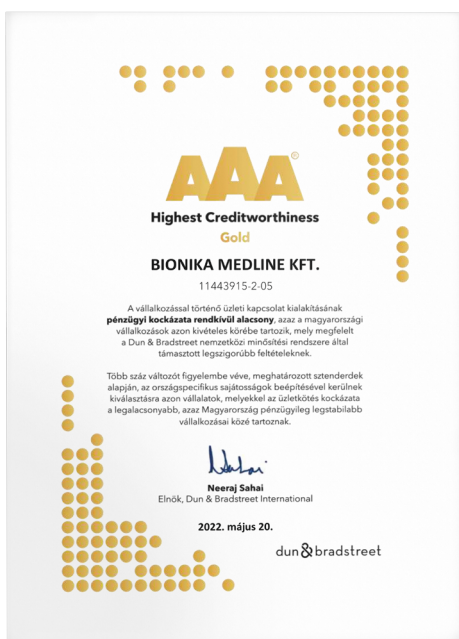 AAA®
Highest Creditworthiness
Gold
BIONIKA MEDLINE KFT.
11443915-2-05
A vállalkozással történő üzleti kapcsolat kialakításának
pénzügyi kockázata rendkívül alacsony, azaz a magyarországi
vállalkozások azon kivételes körébe tartozik, mely megfelelt
a Dun & Bradstreet nemzetközi minősítési rendszere által
támasztott legszigorúbb feltételeknek.
Több száz változót figyelembe véve, meghatározott sztenderdek
alapján, az országspecifikus sajátosságok beépítésével kerülnek
kiválasztásra azon vállalatok, melyekkel az üzletkötés kockázata
a legalacsonyabb, azaz Magyarország pénzügyileg legstabilabb
vállalkozásai közé tartoznak.
Neeraj Sahai
Elnök, Dun & Bradstreet International
2022. május 20.
dun & bradstreet